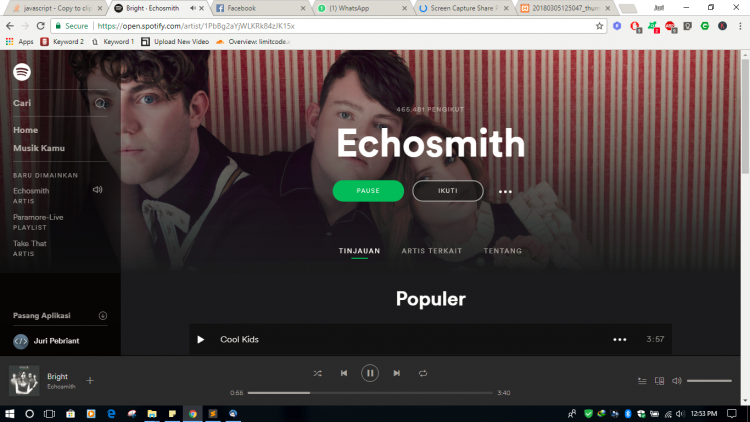 javascript - Copy to clip
Bright · Echosmith
Facebook
(1) WhatsApp
Screen Capture Share
20180305125047_thum
Juri
Secure
https://open.spotify.com/artist/1PbBg2aYjWLKRk84zJK15x
Apps
Keyword 2
Keyword 1
Upload New Video
Overview: limitcode.
Cari
Home
Musik Kamu
BARU DIMAINKAN
Echosmith
ARTIS
Paramore-Live
PLAYLIST
Take That
ARTIS
Pasang Aplikasi
Juri Pebriant
465,481 PENGIKUT
Echosmith
PAUSE
IKUTI
TINJAUAN
ARTIS TERKAIT
TENTANG
Populer
Cool Kids
3:57
Bright
Echosmith
0:56
3:40
12:53 PM